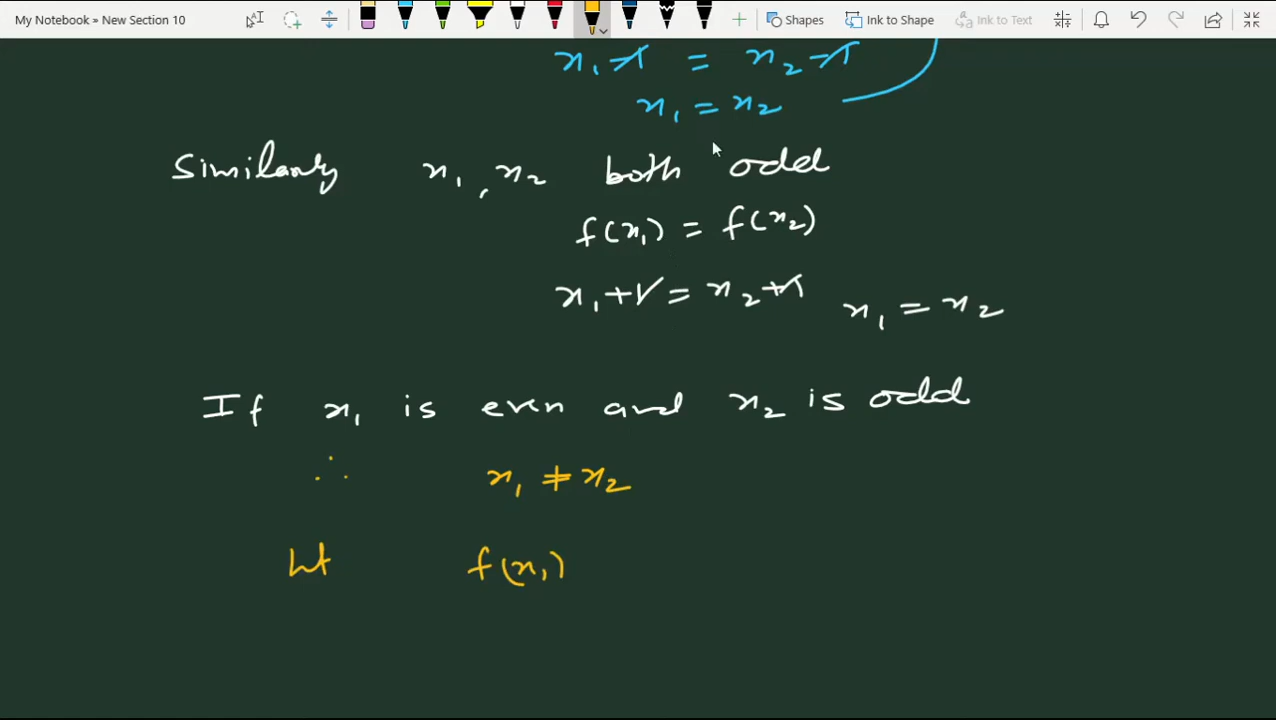 My Notebook » New Section 10
Shapes Ink to Shape Ink to Text
x₁-1 = x₂-1
x₁ = x₂
Similarly x₁, x₂ both odd
f(x₁) = f(x₂)
x₁+1 = x₂+1 x₁ = x₂
If x₁ is even and x₂ is odd
∴ x₁ ≠ x₂
Let f(x₁)